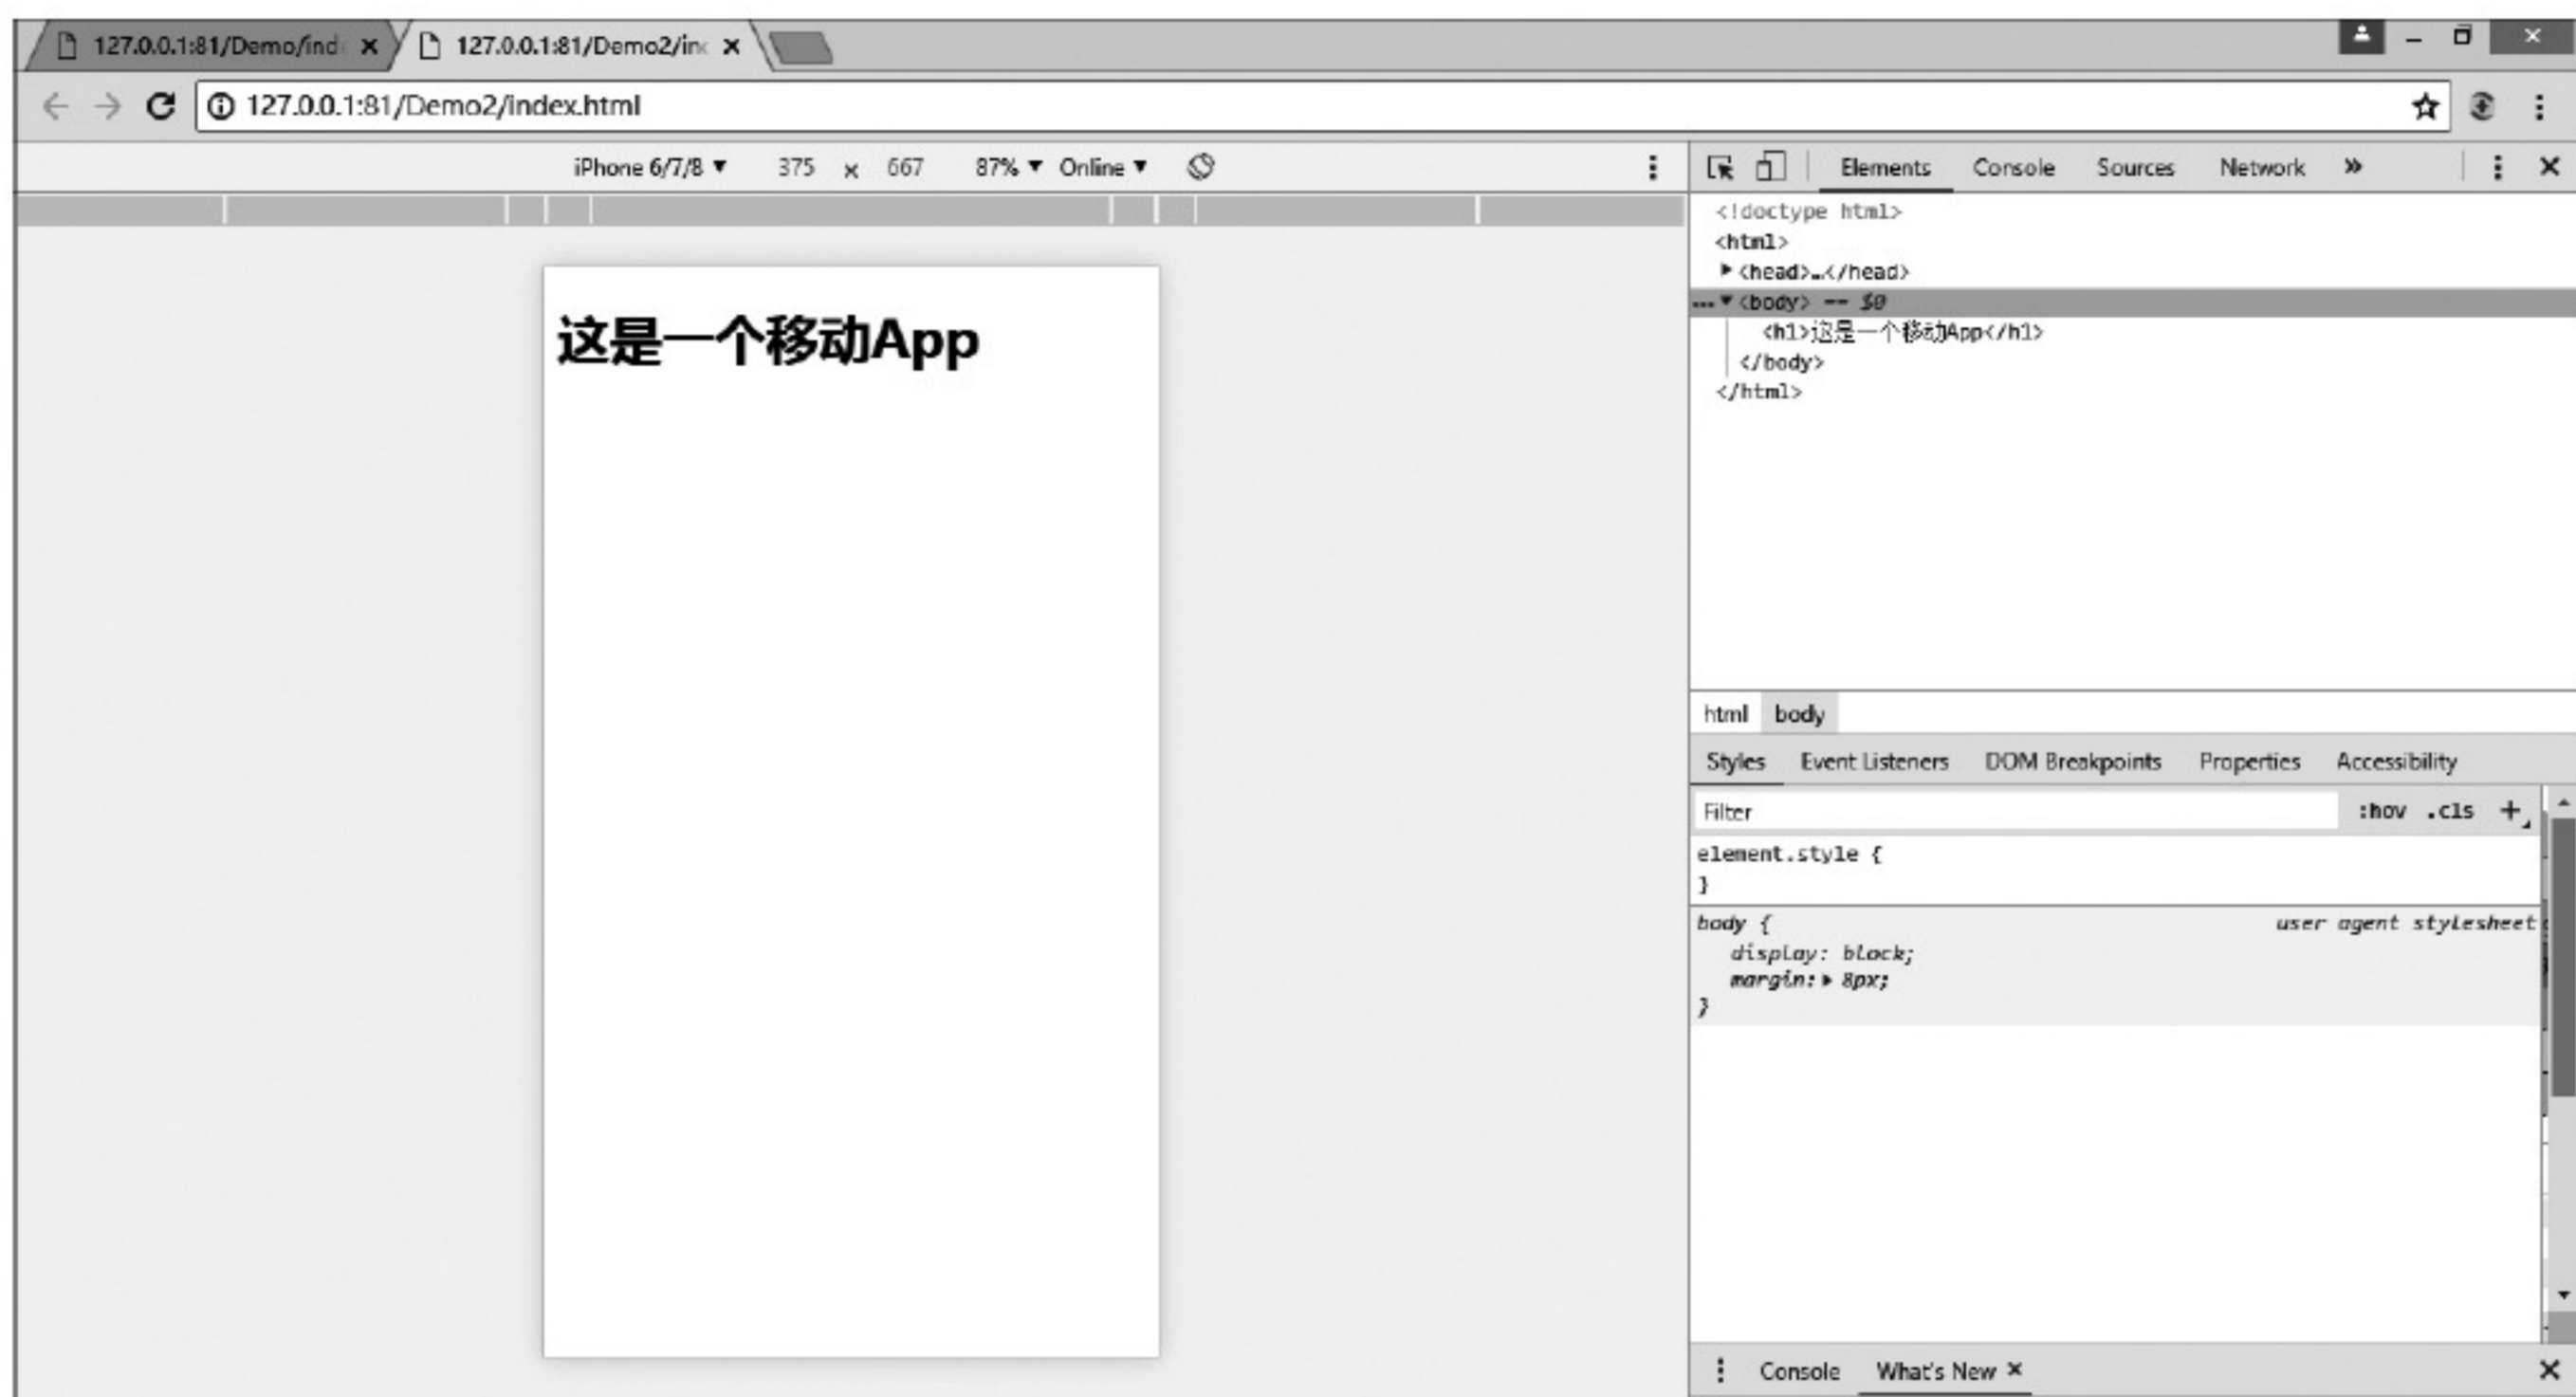 127.0.0.1:81/Demo/ind 127.0.0.1:81/Demo2/in
127.0.0.1:81/Demo2/index.html
iPhone 6/7/8 375 x 667 87% Online
Elements Console Sources Network »
<!doctype html>
<html>
<head>…</head>
... <body> == $0
<h1>这是一个移动App</h1>
</body>
</html>
这是一个移动App
html body
Styles Event Listeners DOM Breakpoints Properties Accessibility
Filter :hov .cls +
element.style {
}
body { user agent stylesheet
display: block;
margin: 8px;
}
Console What's New ×